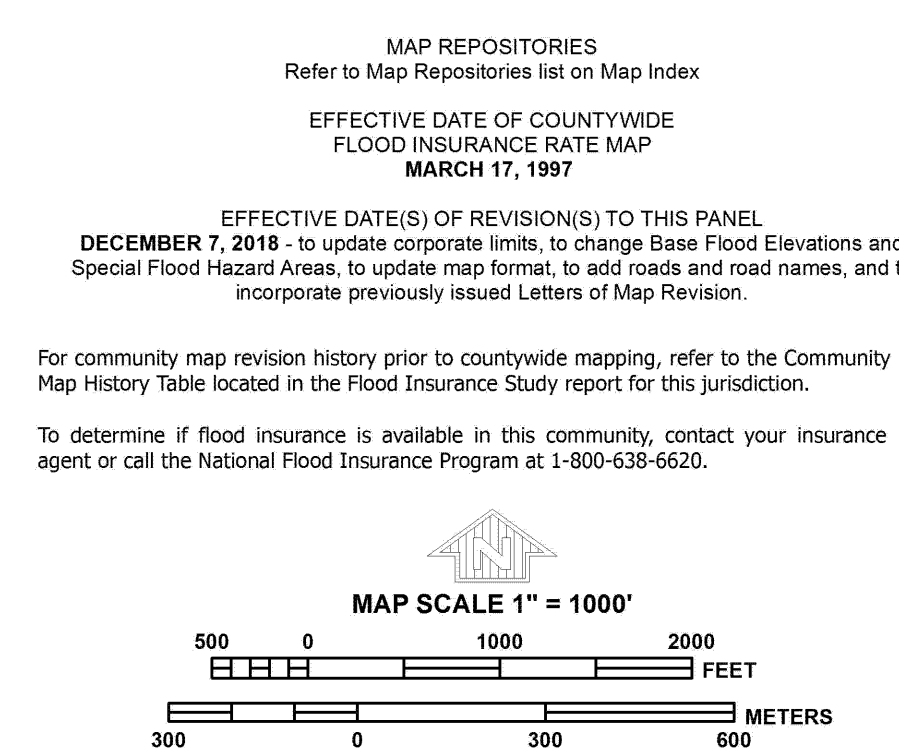 MAP REPOSITORIES
Refer to Map Repositories list on Map Index
EFFECTIVE DATE OF COUNTYWIDE
FLOOD INSURANCE RATE MAP
MARCH 17, 1997
EFFECTIVE DATE(S) OF REVISION(S) TO THIS PANEL
DECEMBER 7, 2018 - to update corporate limits, to change Base Flood Elevations
Special Flood Hazard Areas, to update map format, to add roads and road names, and
incorporate previously issued Letters of Map Revision.
For community map revision history prior to countywide mapping, refer to the Community
Map History Table located in the Flood Insurance Study report for this jurisdiction.
To determine if flood insurance is available in this community, contact your insurance
agent or call the National Flood Insurance Program at 1-800-638-6620.
N
MAP SCALE 1" = 1000'
500 0 1000 2000
FEET
METERS
300 0 300 600